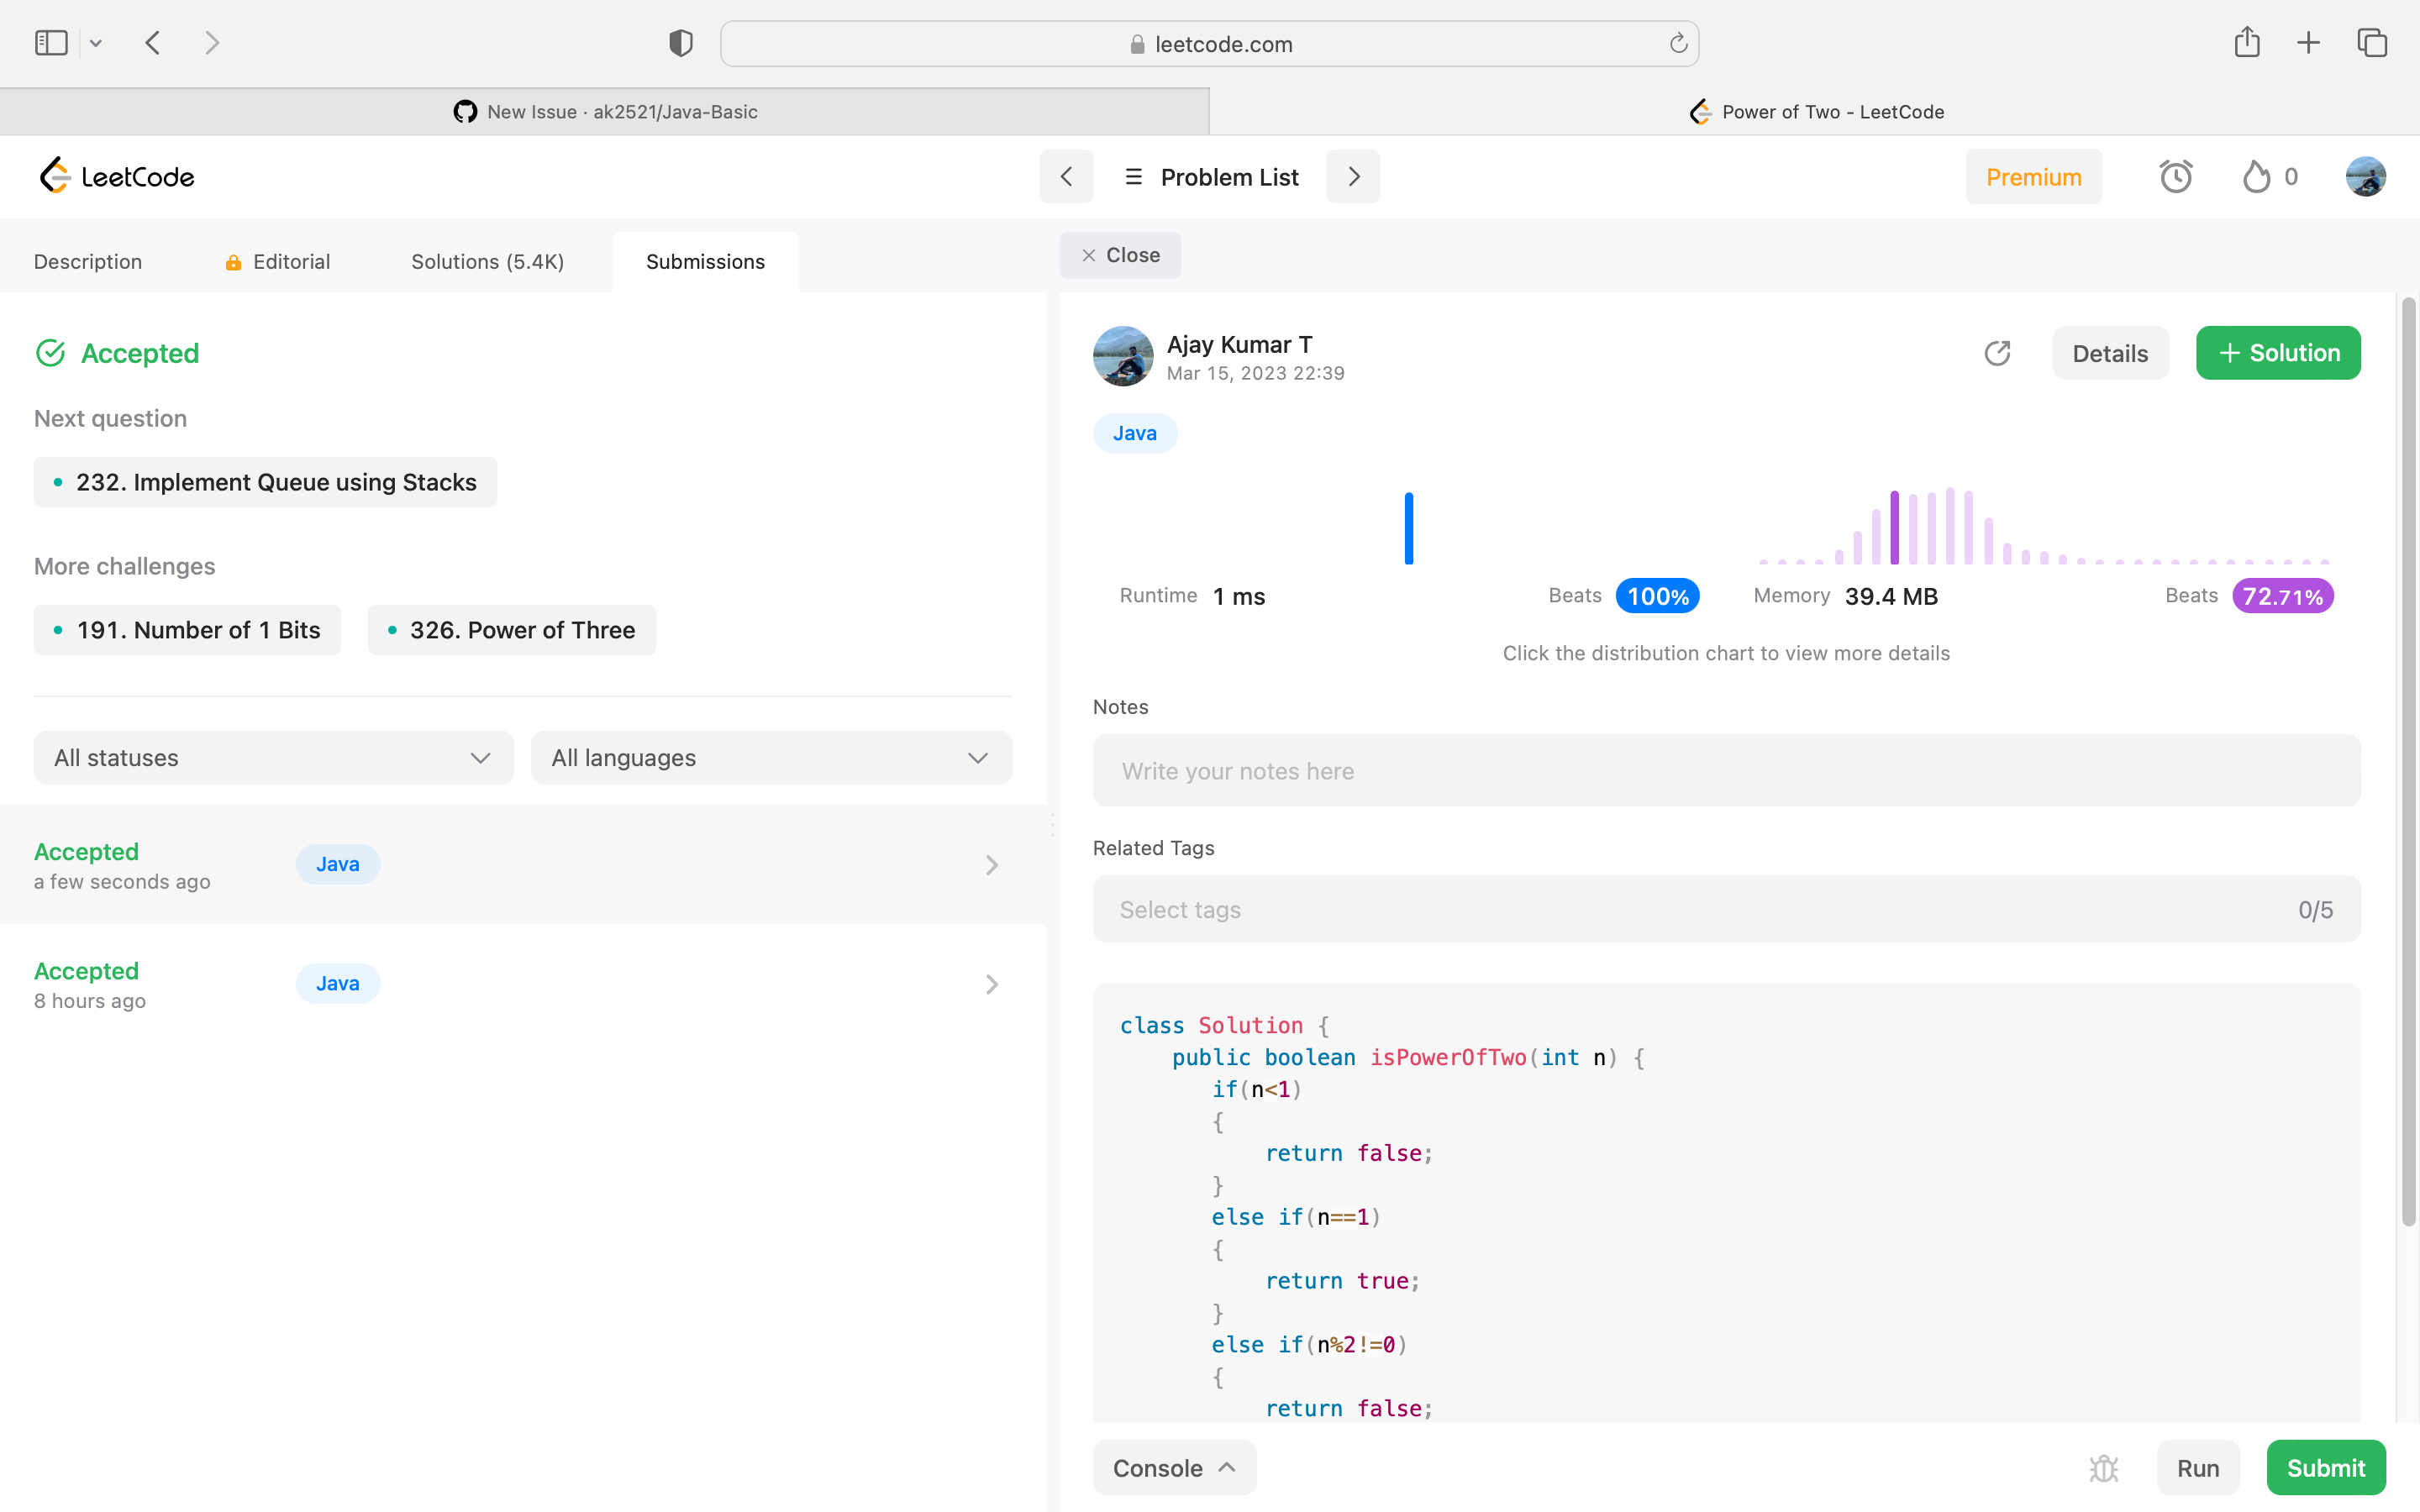 leetcode.com
New Issue · ak2521/Java-Basic
Power of Two - LeetCode
LeetCode
Problem List
Premium
0
Description
Editorial
Solutions (5.4K)
Submissions
Close
Accepted
Next question
232. Implement Queue using Stacks
More challenges
191. Number of 1 Bits
326. Power of Three
All statuses
All languages
Accepted
a few seconds ago
Java
Accepted
8 hours ago
Java
Ajay Kumar T
Mar 15, 2023 22:39
Details
+ Solution
Java
Runtime 1 ms
Beats 100%
Memory 39.4 MB
Beats 72.71%
Click the distribution chart to view more details
Notes
Write your notes here
Related Tags
Select tags
0/5
class Solution {
public boolean isPowerOfTwo(int n) {
if(n<1)
{
return false;
}
else if(n==1)
{
return true;
}
else if(n%2!=0)
{
return false;
Console
Run
Submit